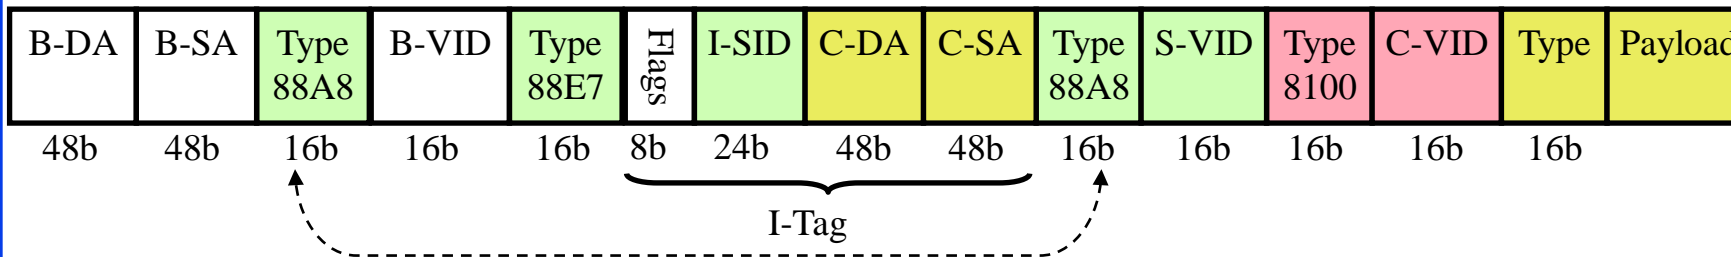 B-DA B-SA Type 88A8 B-VID Type 88E7 Flags I-SID C-DA C-SA Type 88A8 S-VID Type 8100 C-VID Type Payload
48b 48b 16b 16b 16b 8b 24b 48b 48b 16b 16b 16b 16b 16b
I-Tag